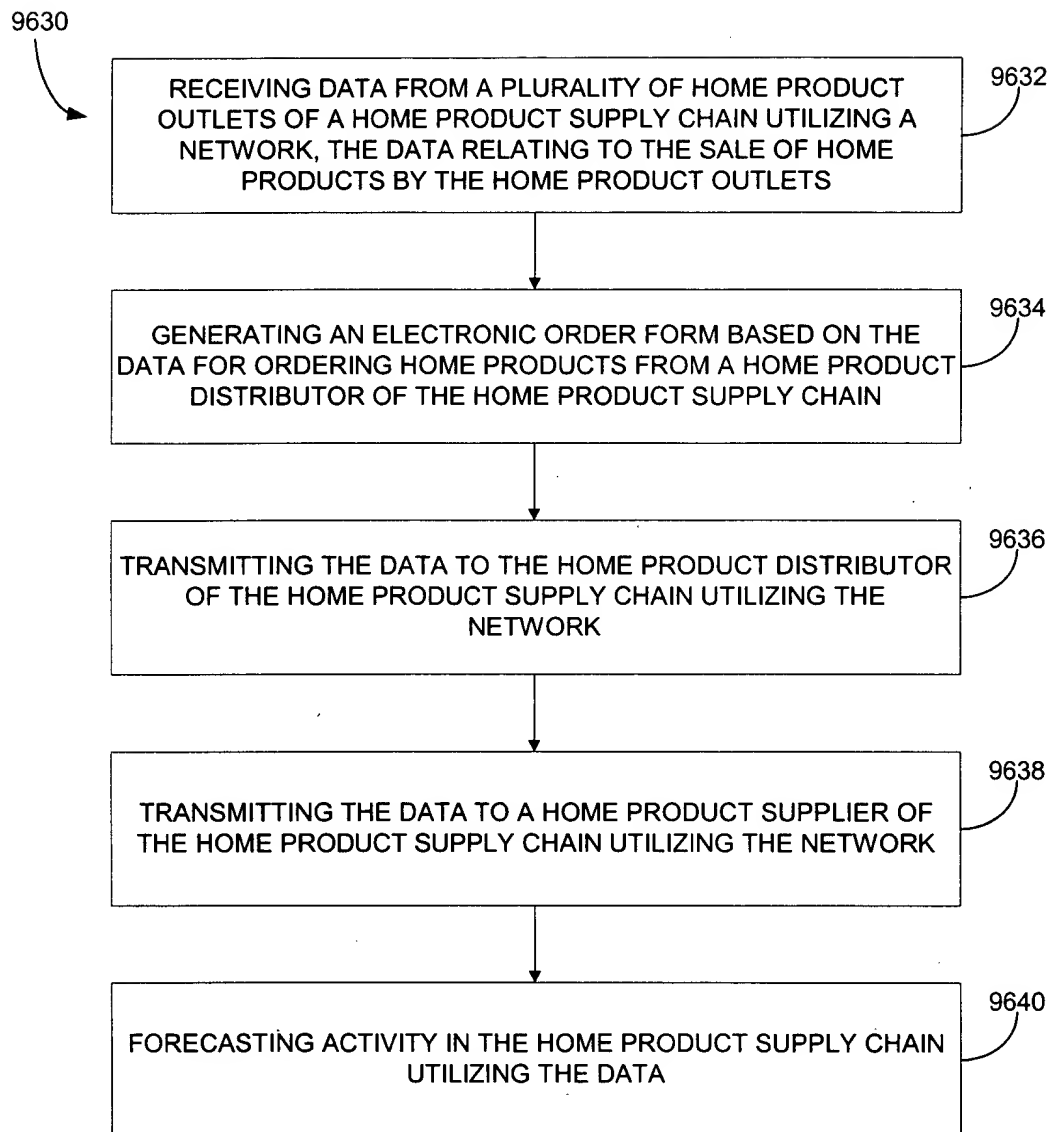 9630
9632
RECEIVING DATA FROM A PLURALITY OF HOME PRODUCT
OUTLETS OF A HOME PRODUCT SUPPLY CHAIN UTILIZING A
NETWORK, THE DATA RELATING TO THE SALE OF HOME
PRODUCTS BY THE HOME PRODUCT OUTLETS
9634
GENERATING AN ELECTRONIC ORDER FORM BASED ON THE
DATA FOR ORDERING HOME PRODUCTS FROM A HOME PRODUCT
DISTRIBUTOR OF THE HOME PRODUCT SUPPLY CHAIN
9636
TRANSMITTING THE DATA TO THE HOME PRODUCT DISTRIBUTOR
OF THE HOME PRODUCT SUPPLY CHAIN UTILIZING THE
NETWORK
9638
TRANSMITTING THE DATA TO A HOME PRODUCT SUPPLIER OF
THE HOME PRODUCT SUPPLY CHAIN UTILIZING THE NETWORK
9640
FORECASTING ACTIVITY IN THE HOME PRODUCT SUPPLY CHAIN
UTILIZING THE DATA